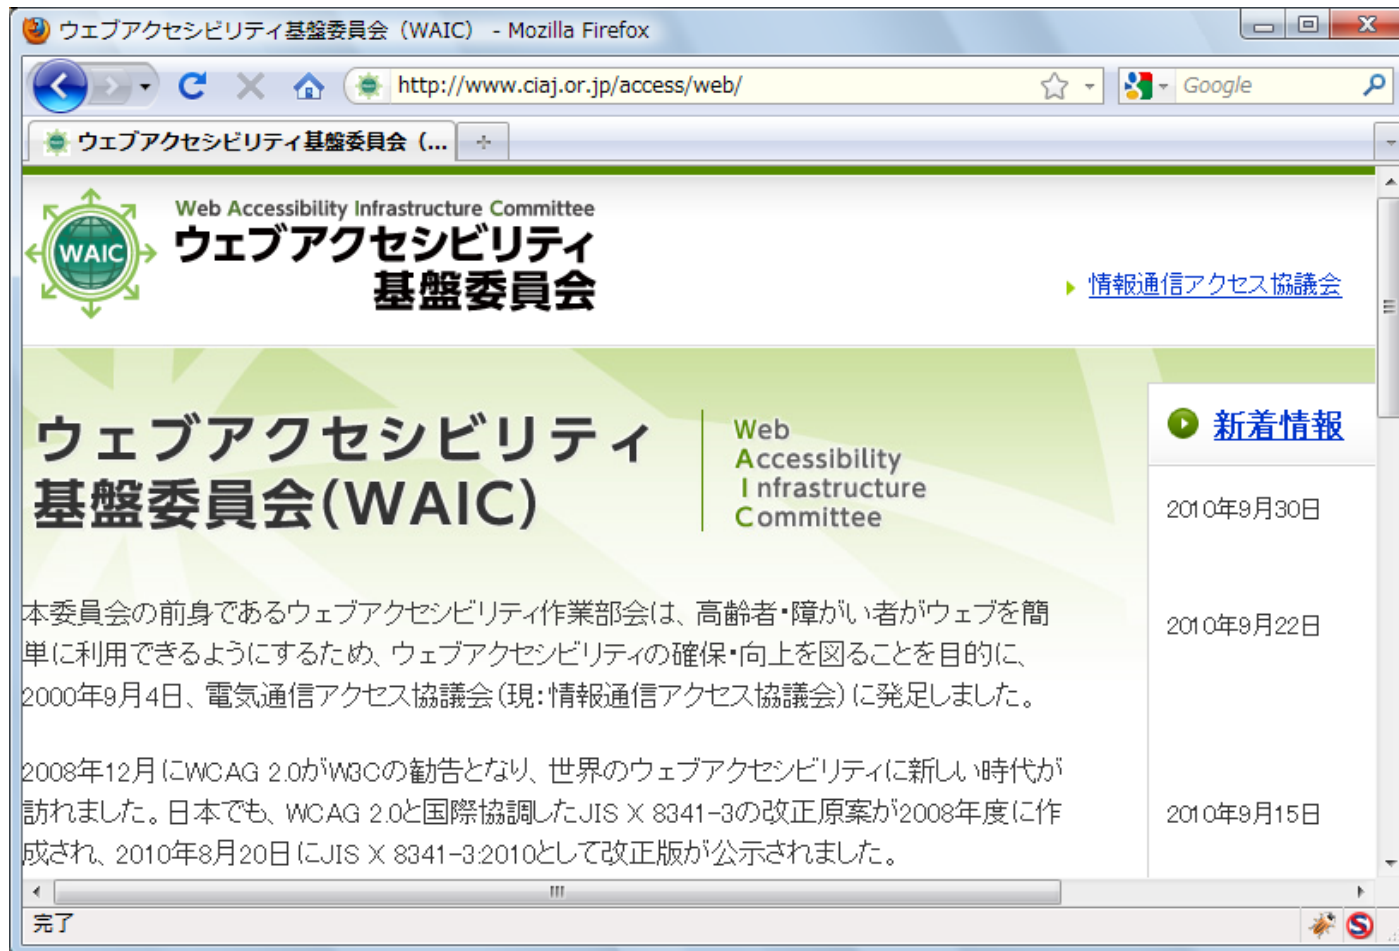 ウェブアクセシビリティ基盤委員会（WAIC） - Mozilla Firefox
http://www.ciaj.or.jp/access/web/
Google
ウェブアクセシビリティ基盤委員会（...
WAIC
Web Accessibility Infrastructure Committee
ウェブアクセシビリティ
基盤委員会
情報通信アクセス協議会
ウェブアクセシビリティ
基盤委員会(WAIC)
Web
Accessibility
Infrastructure
Committee
新着情報
2010年9月30日
2010年9月22日
2010年9月15日
本委員会の前身であるウェブアクセシビリティ作業部会は、高齢者・障がい者がウェブを簡
単に利用できるようにするため、ウェブアクセシビリティの確保・向上を図ることを目的に、
2000年9月4日、電気通信アクセス協議会（現：情報通信アクセス協議会）に発足しました。
2008年12月にWCAG 2.0がW3Cの勧告となり、世界のウェブアクセシビリティに新しい時代が
訪れました。日本でも、WCAG 2.0と国際協調したJIS X 8341-3の改正原案が2008年度に作
成され、2010年8月20日にJIS X 8341-3:2010として改正版が公示されました。
完了